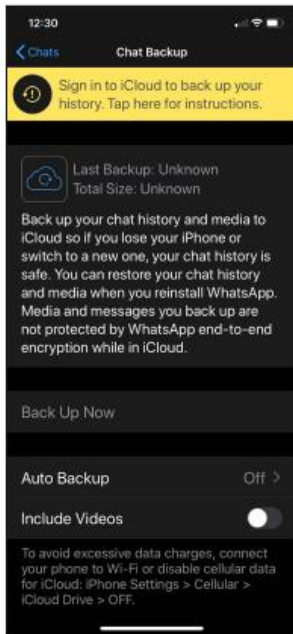 12:30
Chats
Chat Backup
Sign in to iCloud to back up your
history. Tap here for instructions.
Last Backup: Unknown
Total Size: Unknown
Back up your chat history and media to
iCloud so if you lose your iPhone or
switch to a new one, your chat history is
safe. You can restore your chat history
and media when you reinstall WhatsApp.
Media and messages you back up are
not protected by WhatsApp end-to-end
encryption while in iCloud.
Back Up Now
Auto Backup Off
Include Videos
To avoid excessive data charges, connect
your phone to Wi-Fi or disable cellular data
for iCloud: iPhone Settings > Cellular >
iCloud Drive > OFF.